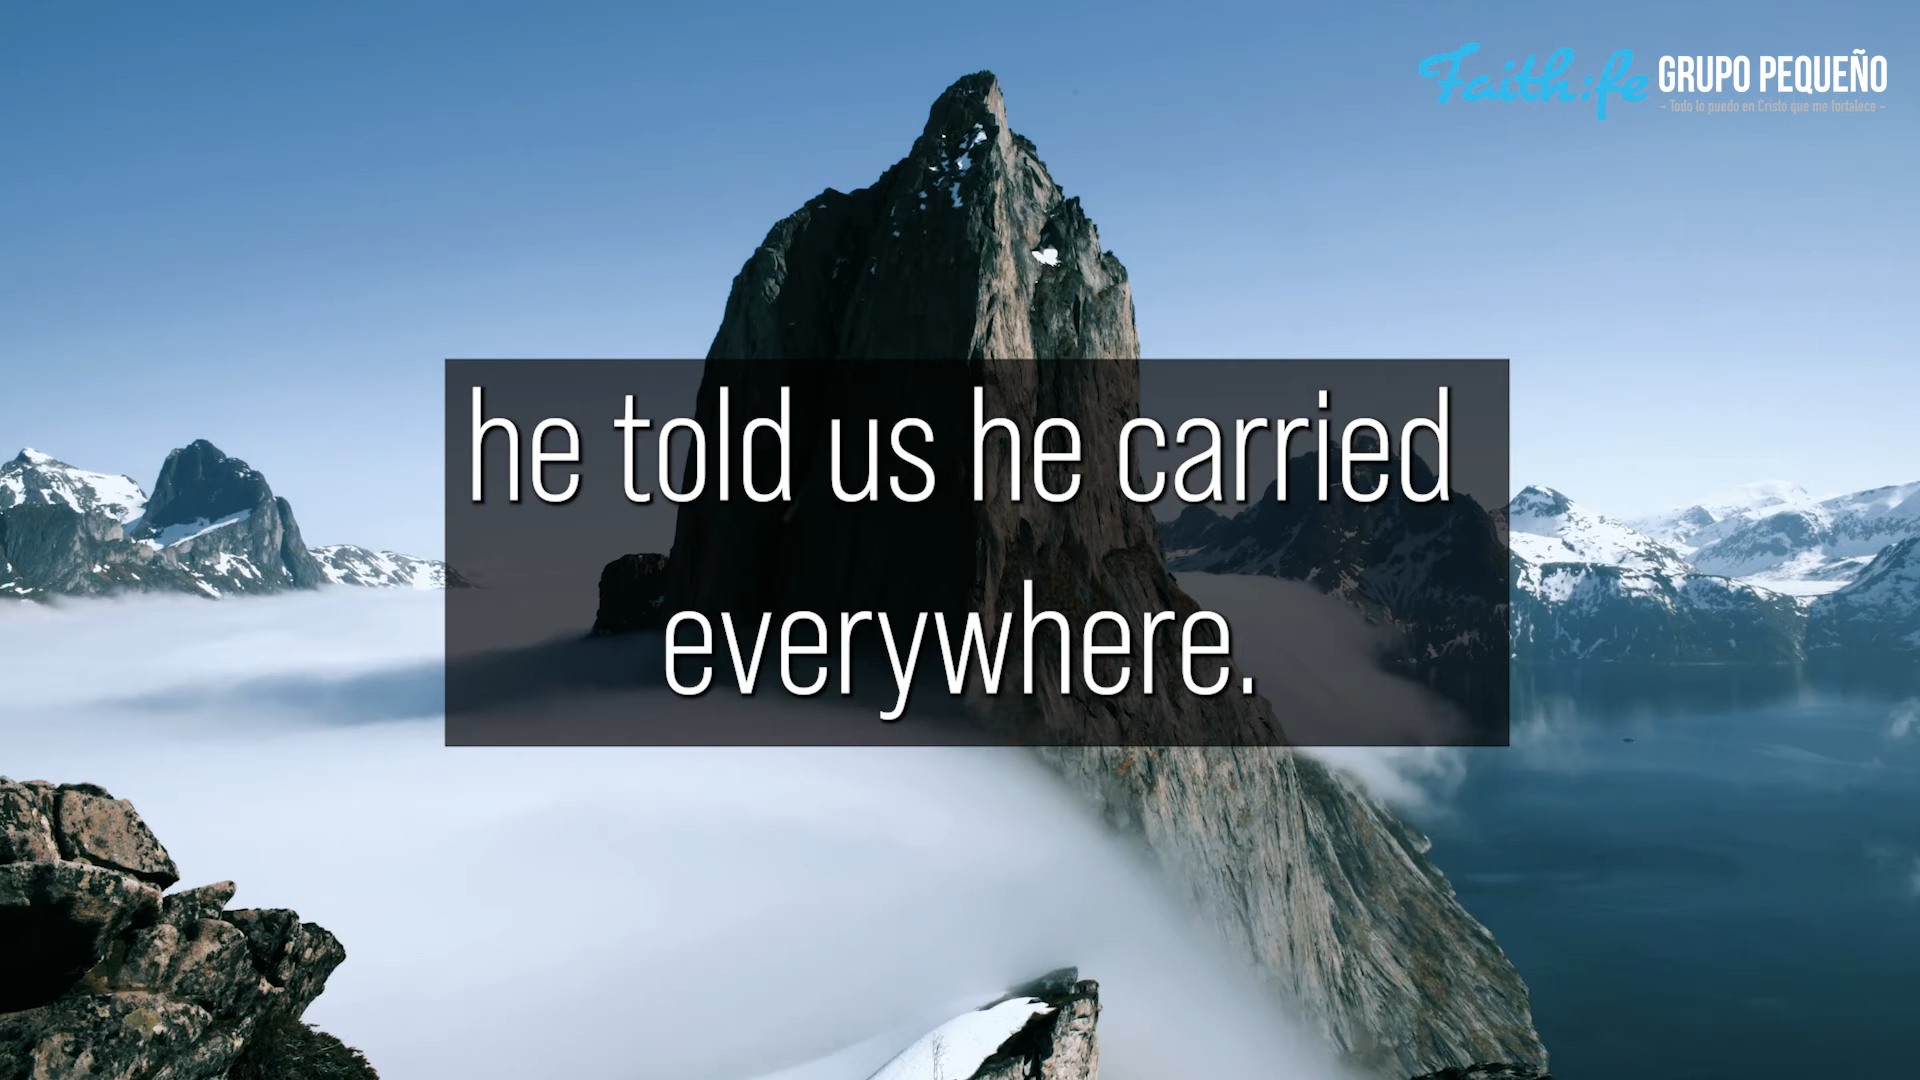 Faith:fe GRUPO PEQUEÑO
- Todo lo puedo en Cristo que me fortalece -
he told us he carried
everywhere.